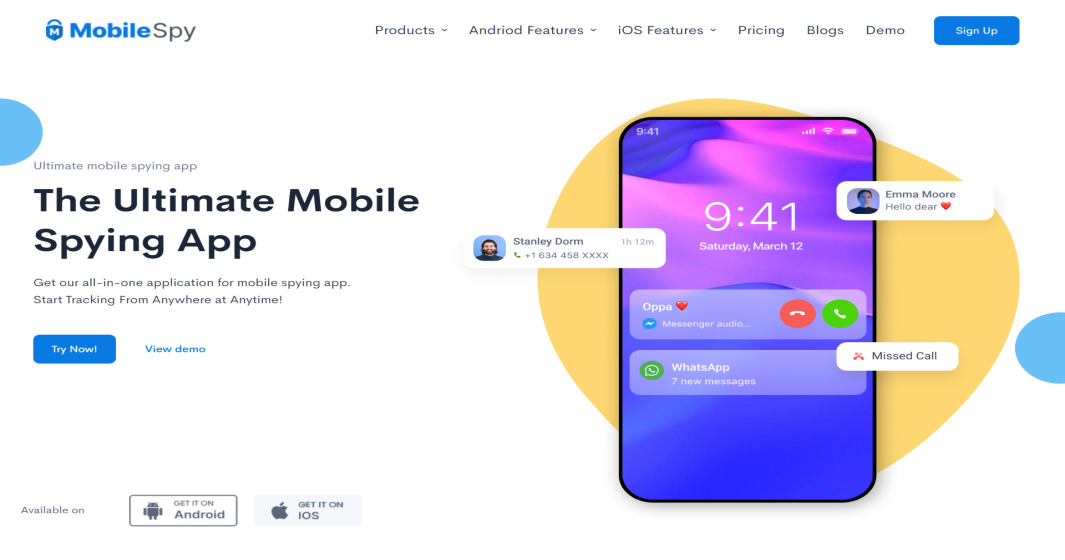 MobileSpy
Products
Andriod Features
iOS Features
Pricing
Blogs
Demo
Sign Up
Ultimate mobile spying app
The Ultimate Mobile
Spying App
Get our all-in-one application for mobile spying app.
Start Tracking From Anywhere at Anytime!
Try Now!
View demo
9:41
9:41
Saturday, March 12
Emma Moore
Hello dear ❤️
Stanley Dorm 1h 12m
+1 634 458 XXXX
Oppa ❤️
Messenger audio...
Missed Call
WhatsApp
7 new messages
Available on
GET IT ON
Android
GET IT ON
IOS